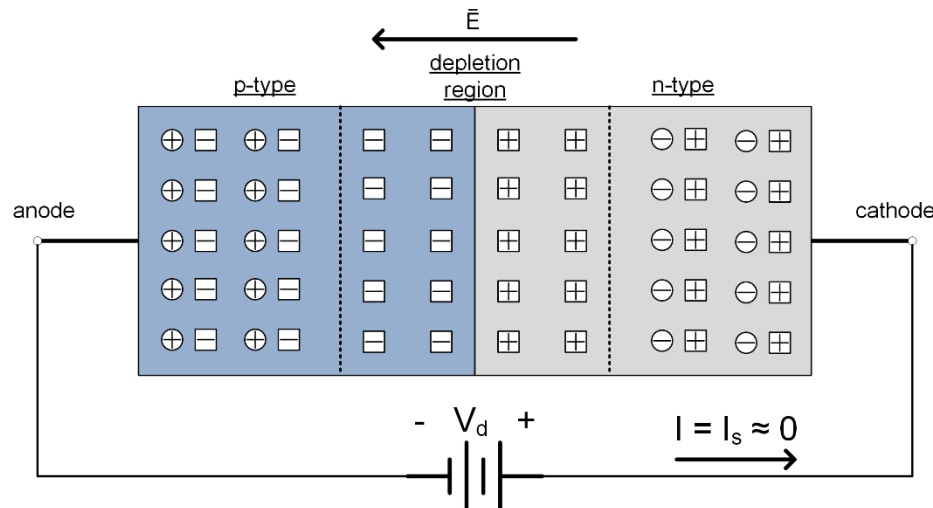 Ē
depletion
region
p-type
n-type
anode
cathode
- V_d +
I = I_s ≈ 0